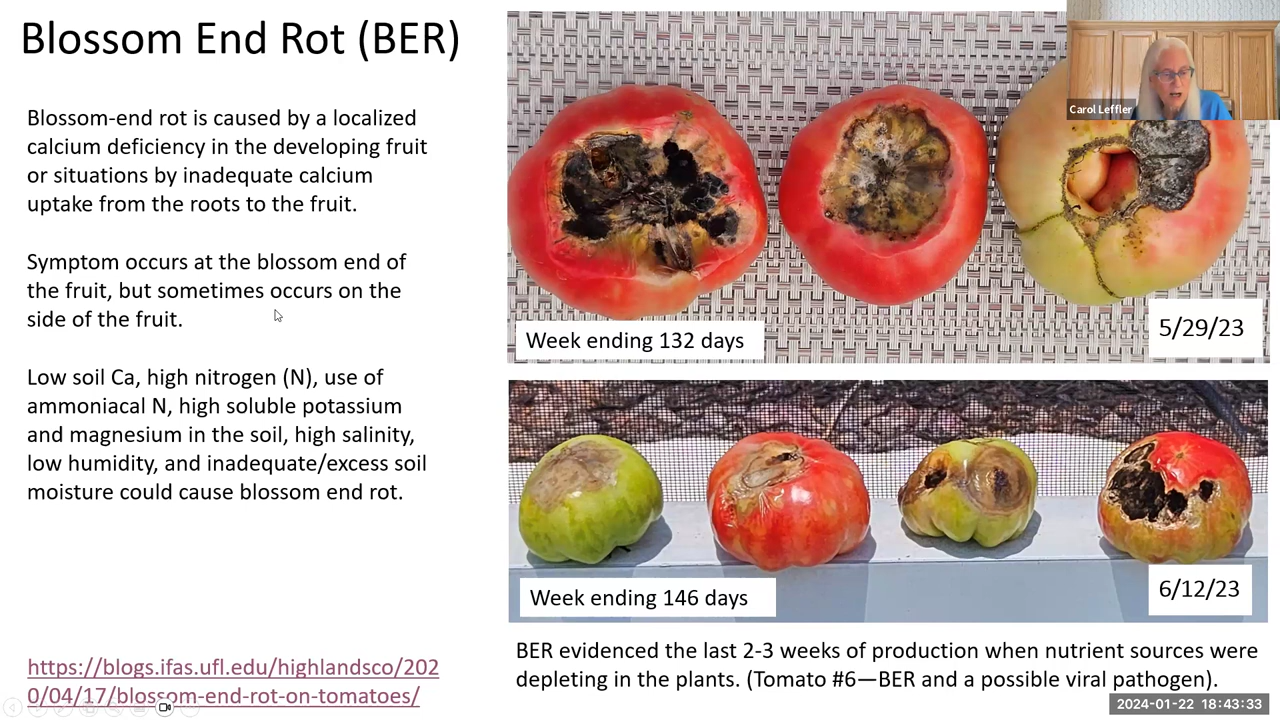 Blossom End Rot (BER)
Carol Leffler
Blossom-end rot is caused by a localized
calcium deficiency in the developing fruit
or situations by inadequate calcium
uptake from the roots to the fruit.
Symptom occurs at the blossom end of
the fruit, but sometimes occurs on the
side of the fruit.
Low soil Ca, high nitrogen (N), use of
ammoniacal N, high soluble potassium
and magnesium in the soil, high salinity,
low humidity, and inadequate/excess soil
moisture could cause blossom end rot.
https://blogs.ifas.ufl.edu/highlandsco/202
0/04/17/blossom-end-rot-on-tomatoes/
Week ending 132 days
5/29/23
Week ending 146 days
6/12/23
BER evidenced the last 2-3 weeks of production when nutrient sources were
depleting in the plants. (Tomato #6—BER and a possible viral pathogen).
2024-01-22 18:43:33